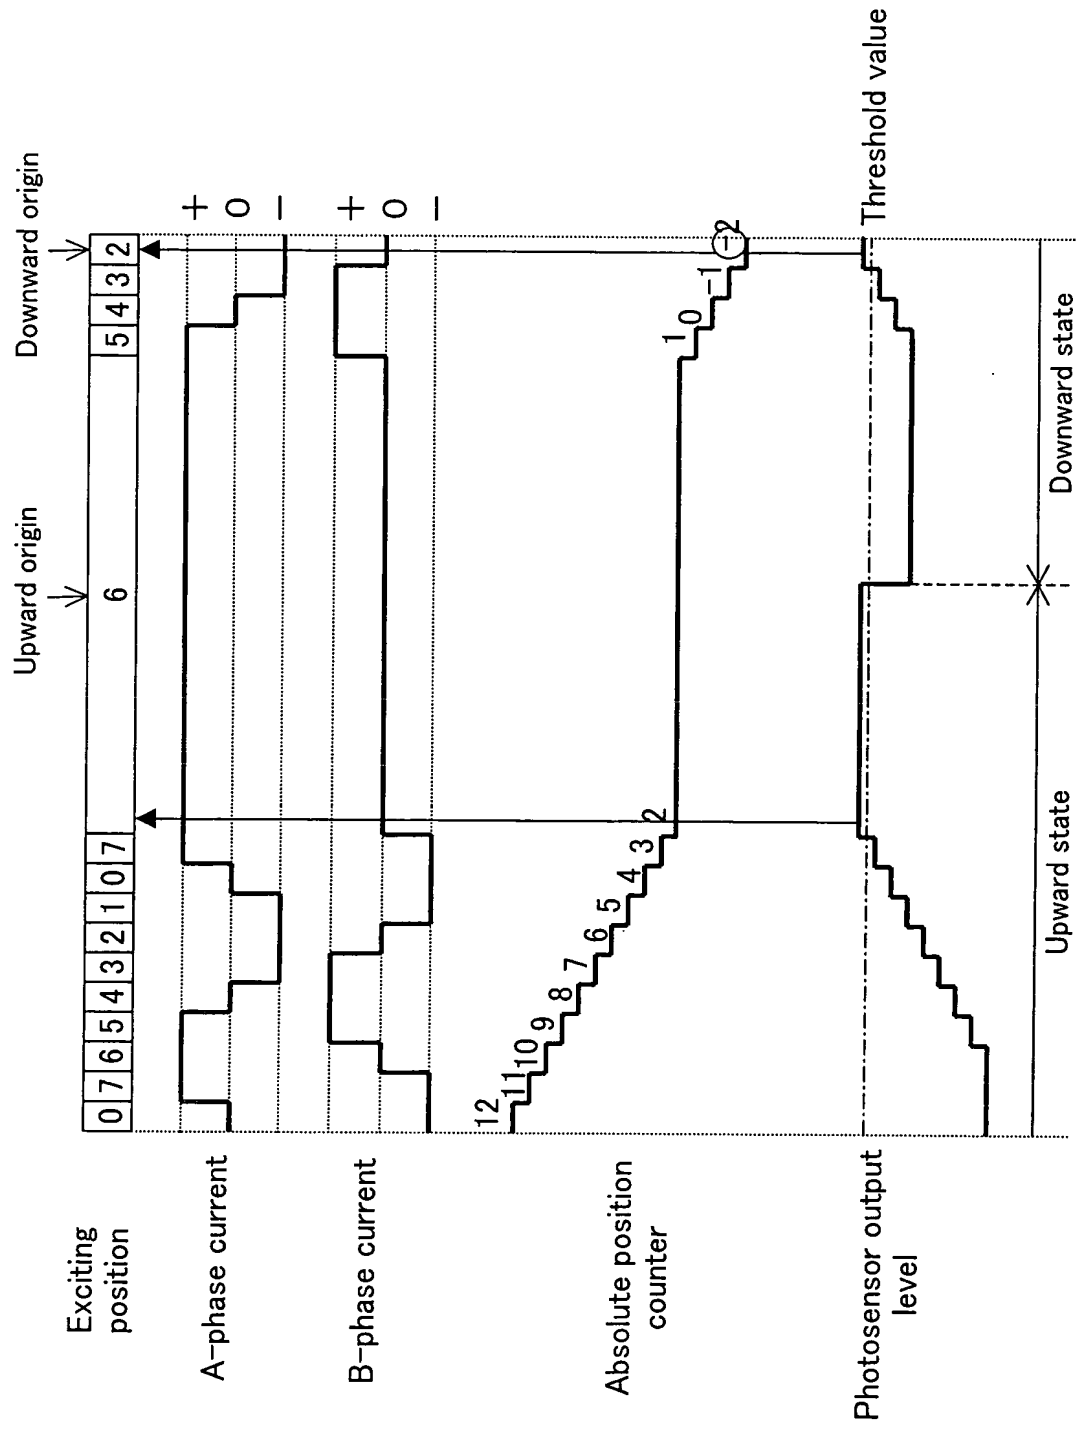 Upward origin
Downward origin
Exciting
position
0 7 6 5 4 3 2 1 0 7 6 5 4 3 2
A-phase current
+
0
−
B-phase current
+
0
−
Absolute position
counter
12 11 10 9 8 7 6 5 4 3 2 1 0 −1 −2
Photosensor output
level
Threshold value
Upward state
Downward state